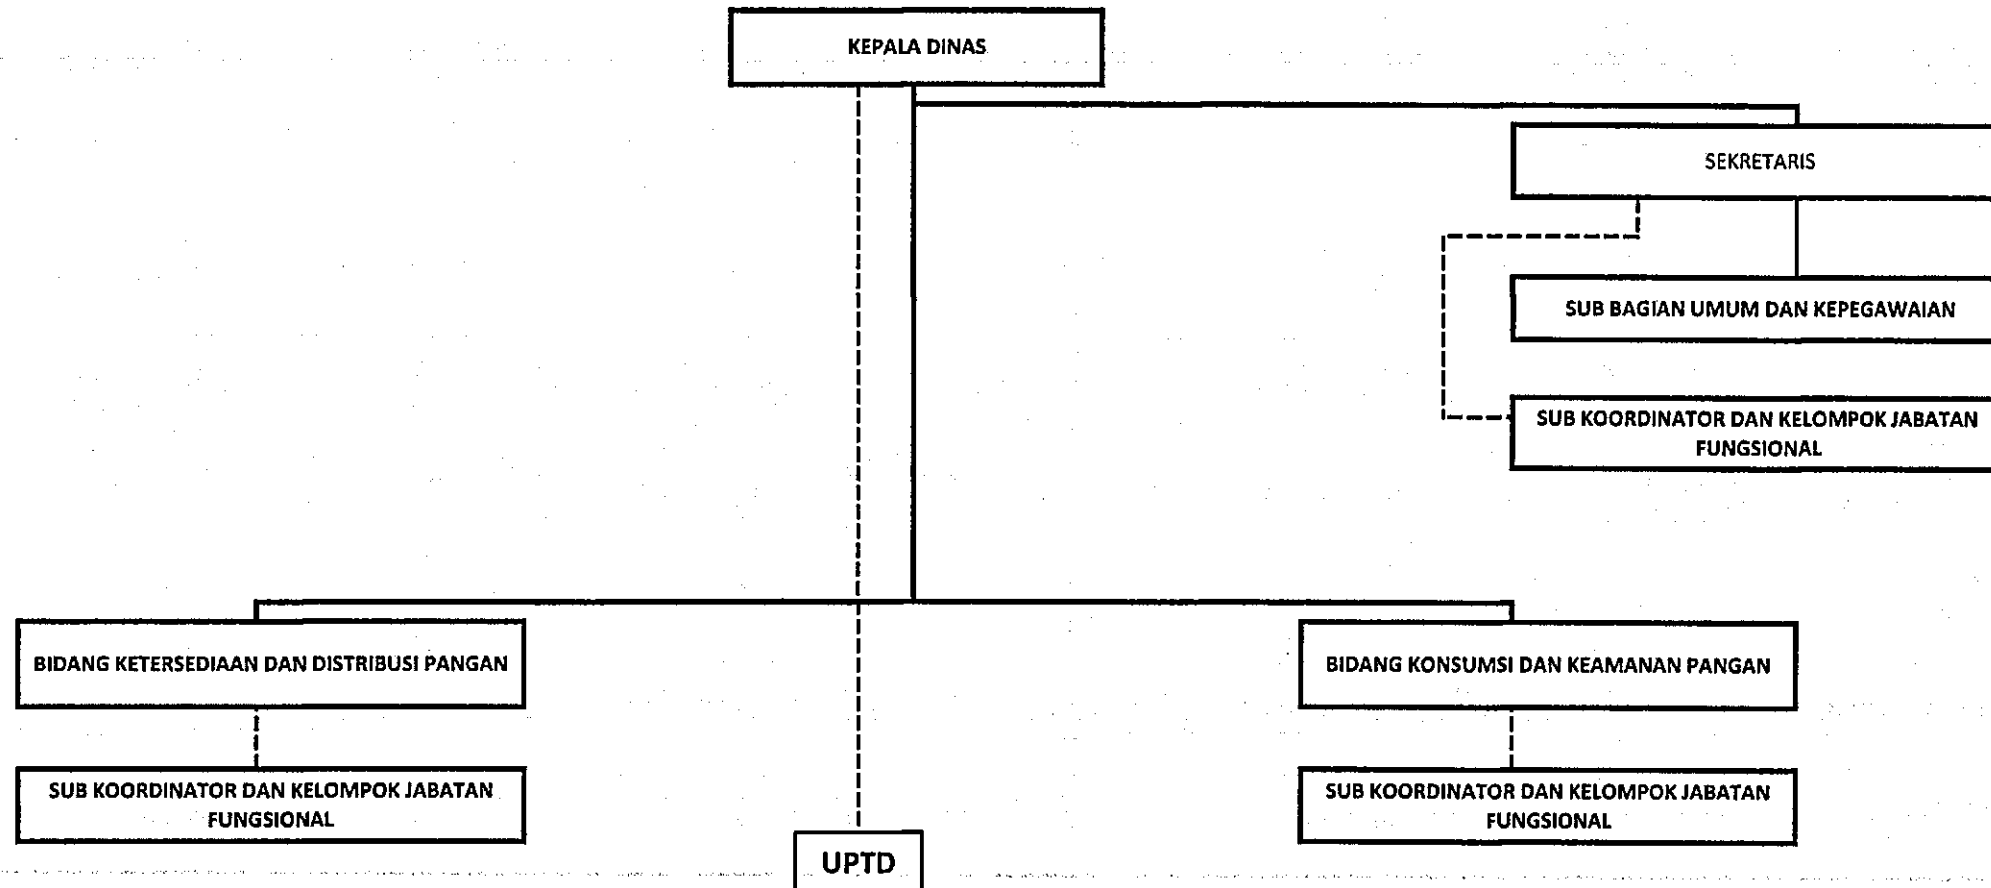 KEPALA DINAS
SEKRETARIS
SUB BAGIAN UMUM DAN KEPEGAWAIAN
SUB KOORDINATOR DAN KELOMPOK JABATAN
FUNGSIONAL
BIDANG KETERSEDIAAN DAN DISTRIBUSI PANGAN
BIDANG KONSUMSI DAN KEAMANAN PANGAN
SUB KOORDINATOR DAN KELOMPOK JABATAN
FUNGSIONAL
SUB KOORDINATOR DAN KELOMPOK JABATAN
FUNGSIONAL
UPTD